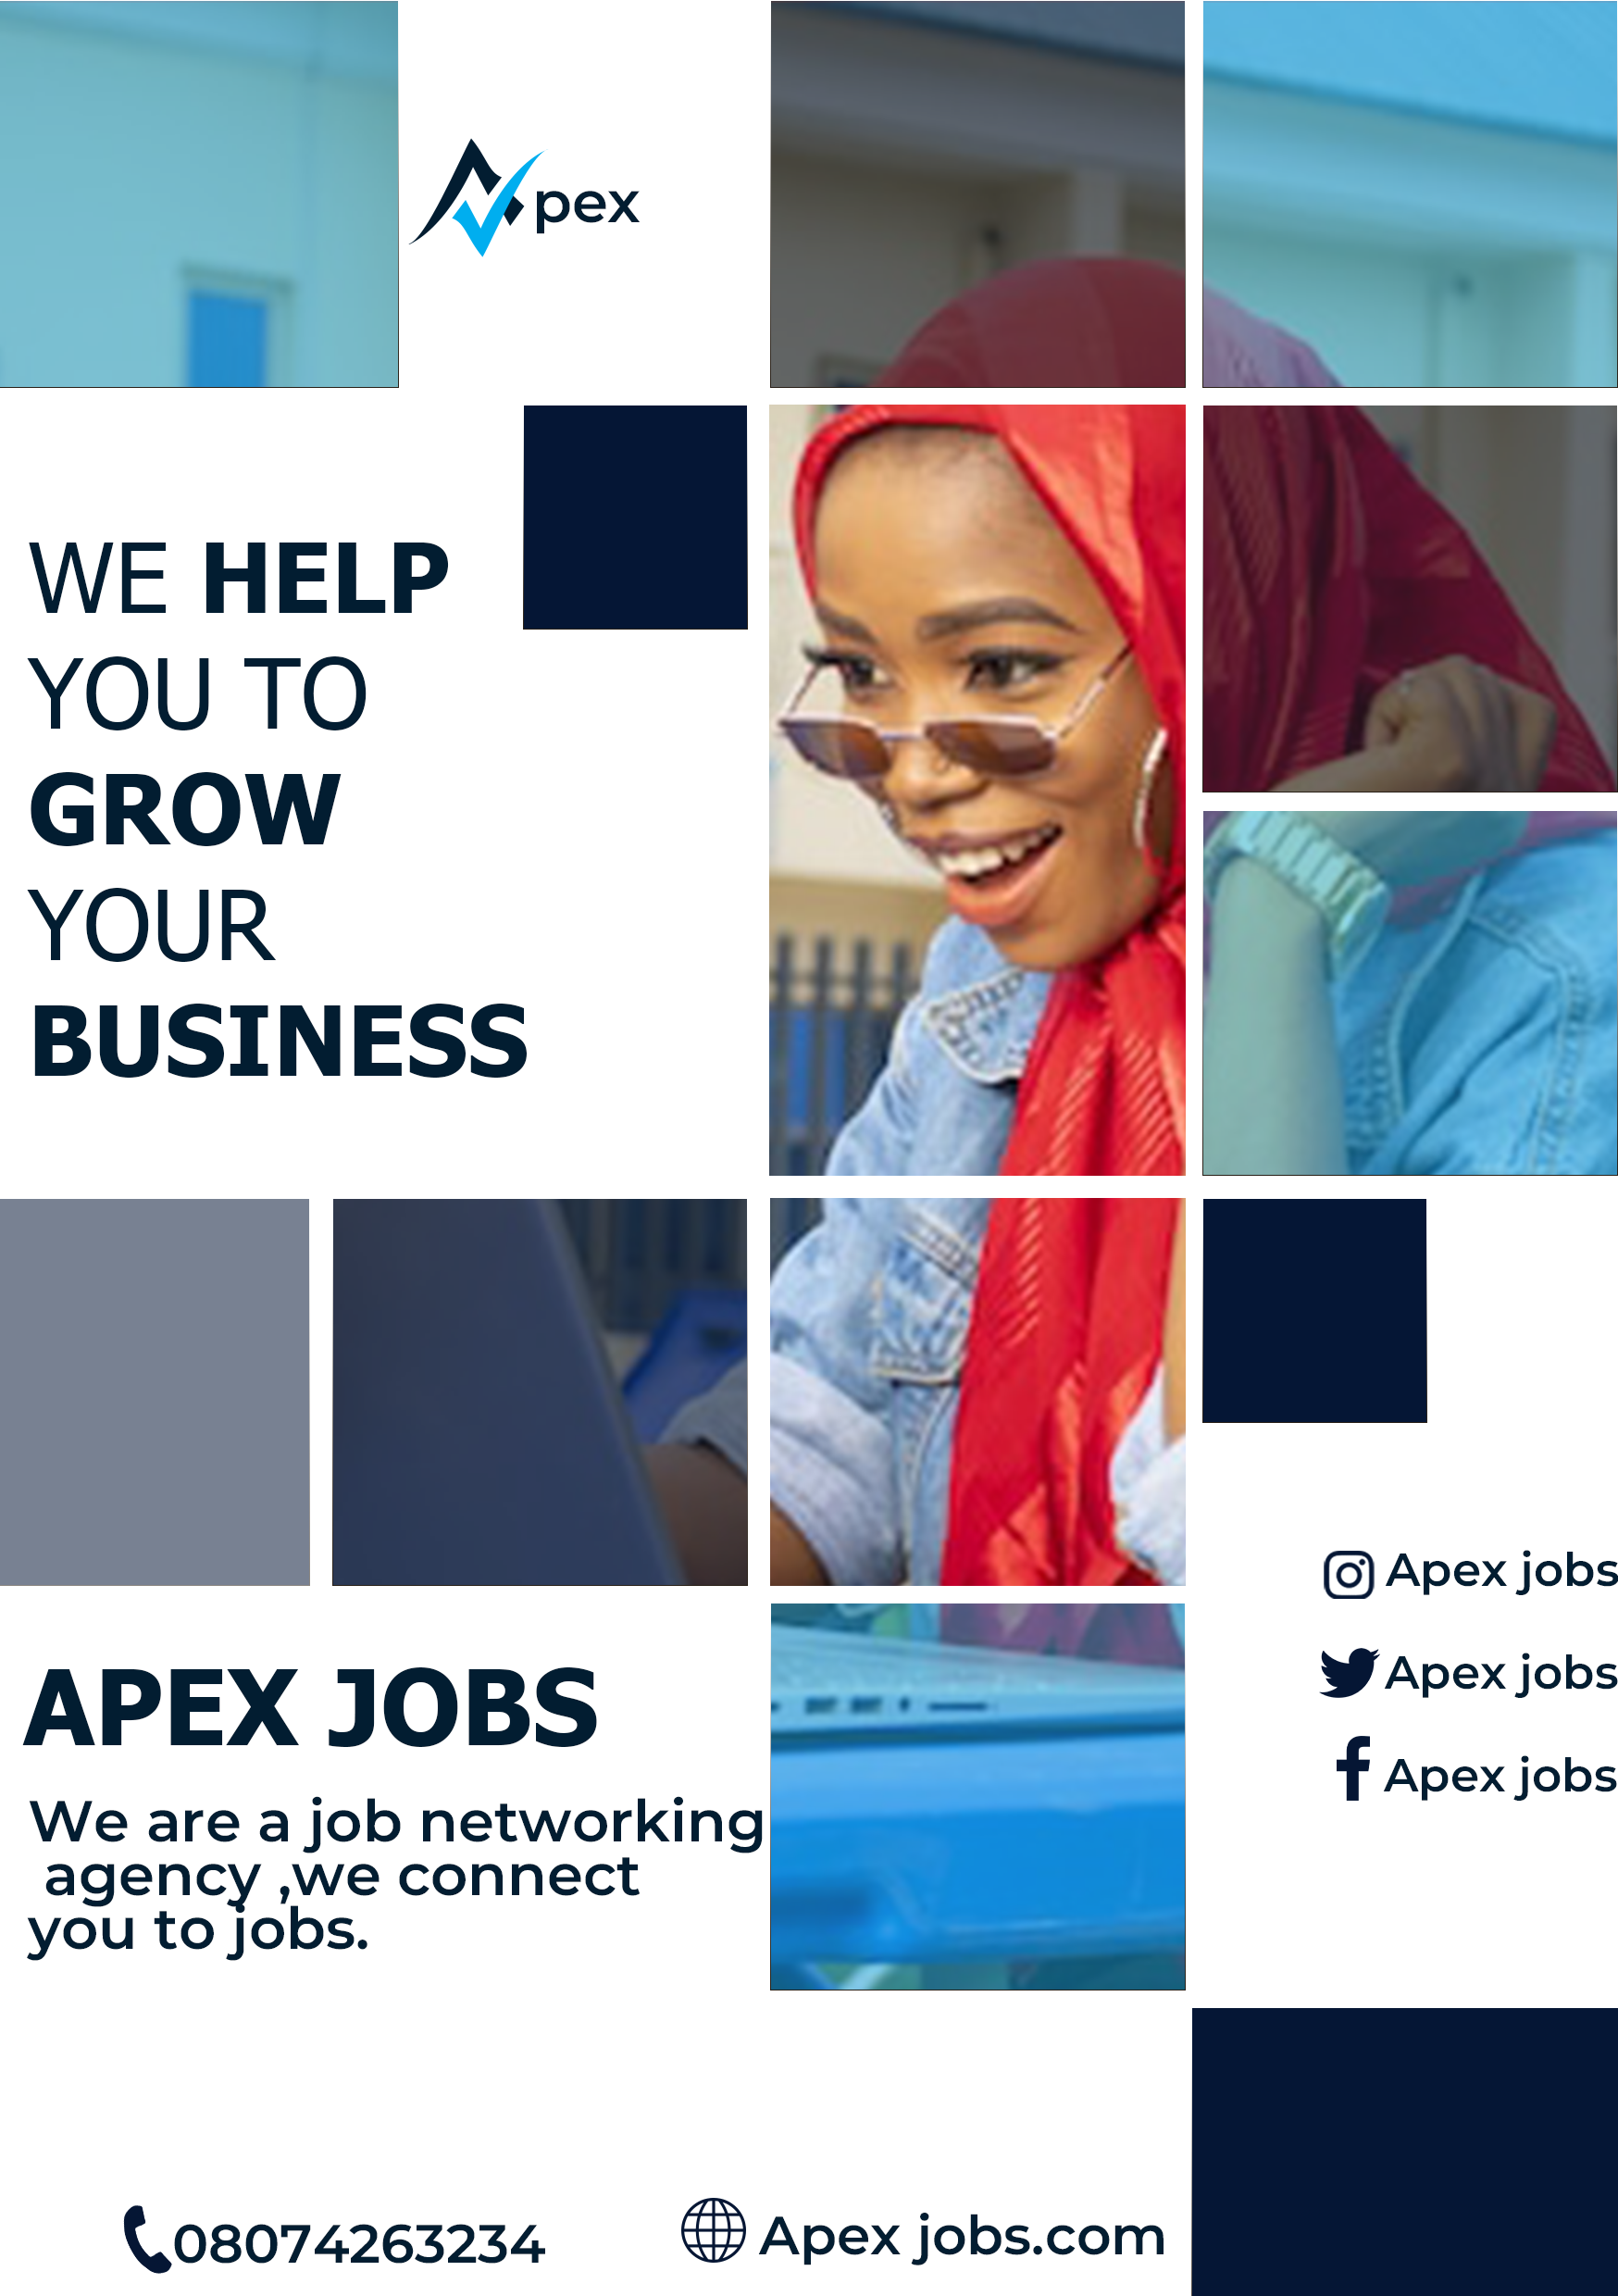 Apex
WE HELP
YOU TO
GROW
YOUR
BUSINESS
Apex jobs
Apex jobs
Apex jobs
APEX JOBS
We are a job networking
agency ,we connect
you to jobs.
08074263234
Apex jobs.com